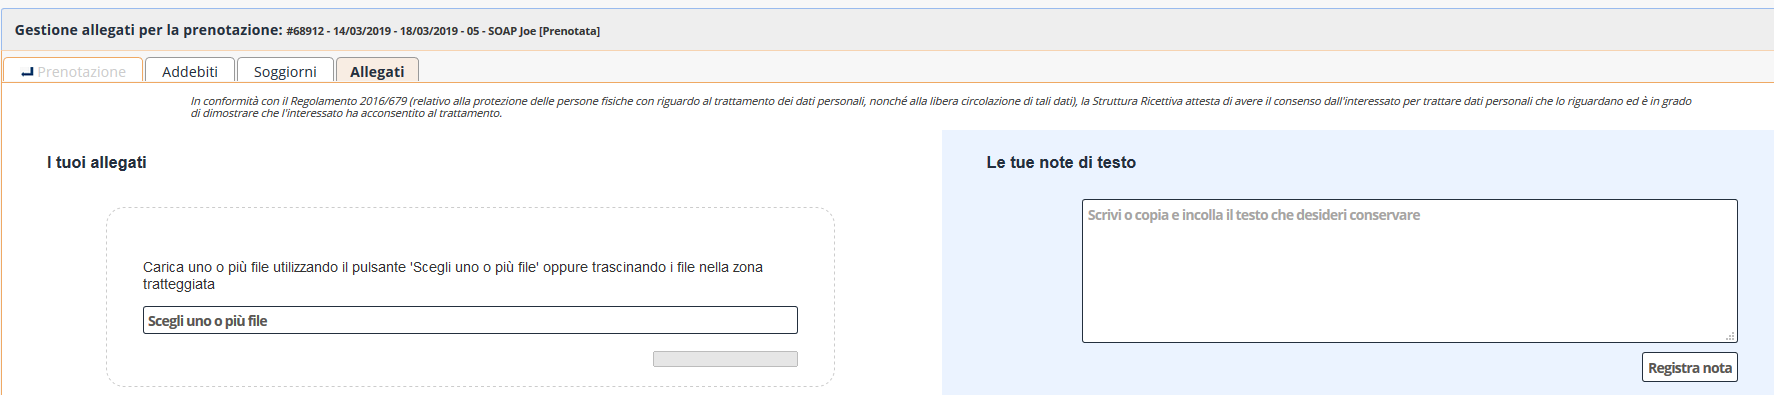 Gestione allegati per la prenotazione: #68912 - 14/03/2019 - 18/03/2019 - 05 - SOAP Joe [Prenotata]
Prenotazione Addebiti Soggiorni Allegati
In conformità con il Regolamento 2016/679 (relativo alla protezione delle persone fisiche con riguardo al trattamento dei dati personali, nonché alla libera circolazione di tali dati), la Struttura Ricettiva attesta di avere il consenso dall'interessato per trattare dati personali che lo riguardano ed è in grado
di dimostrare che l'interessato ha acconsentito al trattamento.
I tuoi allegati
Carica uno o più file utilizzando il pulsante 'Scegli uno o più file' oppure trascinando i file nella zona
tratteggiata
Scegli uno o più file
Le tue note di testo
Scrivi o copia e incolla il testo che desideri conservare
Registra nota